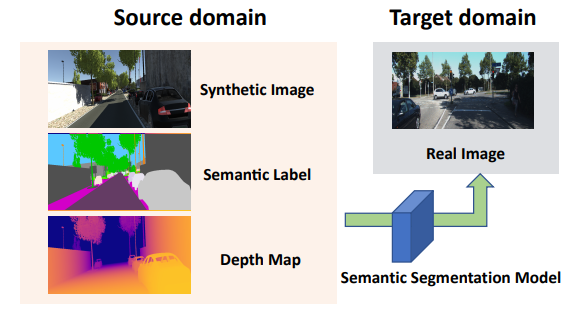 Source domain
Target domain
Synthetic Image
Semantic Label
Depth Map
Real Image
Semantic Segmentation Model